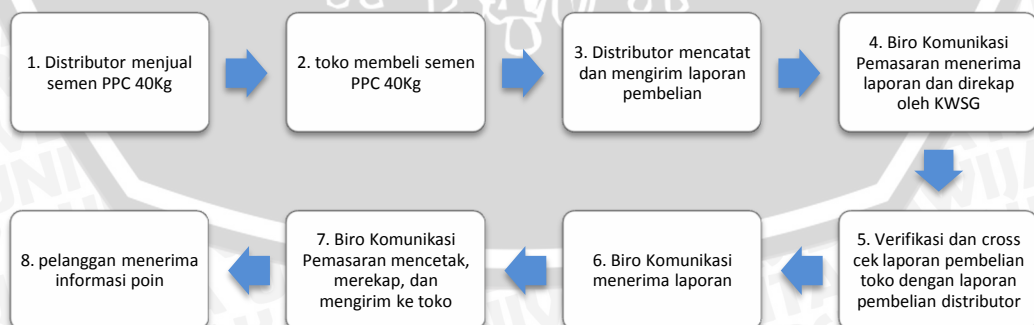 1. Distributor menjual
semen PPC 40Kg
2. toko membeli semen
PPC 40Kg
3. Distributor mencatat
dan mengirim laporan
pembelian
4. Biro Komunikasi
Pemasaran menerima
laporan dan direkap
oleh KWSG
5. Verifikasi dan cross
cek laporan pembelian
toko dengan laporan
pembelian distributor
6. Biro Komunikasi
menerima laporan
7. Biro Komunikasi
Pemasaran mencetak,
merekap, dan
mengirim ke toko
8. pelanggan menerima
informasi poin